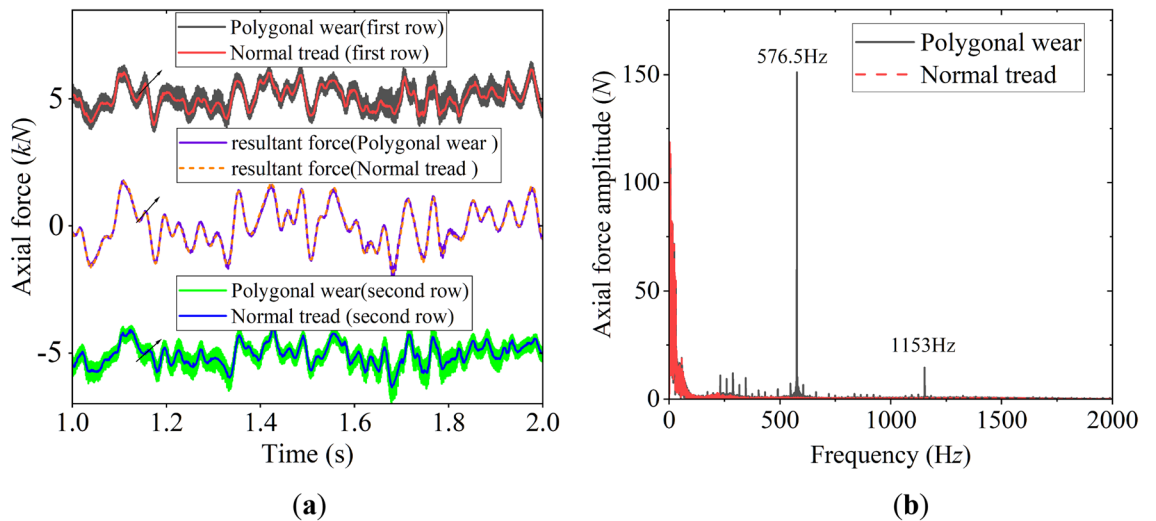 Polygonal wear(first row)
Normal tread (first row)
resultant force(Polygonal wear )
resultant force(Normal tread )
Polygonal wear(second row)
Normal tread (second row)
Axial force (kN)
5
0
-5
1.0
1.2
1.4
1.6
1.8
2.0
Time (s)
(a)
Polygonal wear
Normal tread
576.5Hz
1153Hz
Axial force amplitude (N)
150
100
50
0
0
500
1000
1500
2000
Frequency (Hz)
(b)